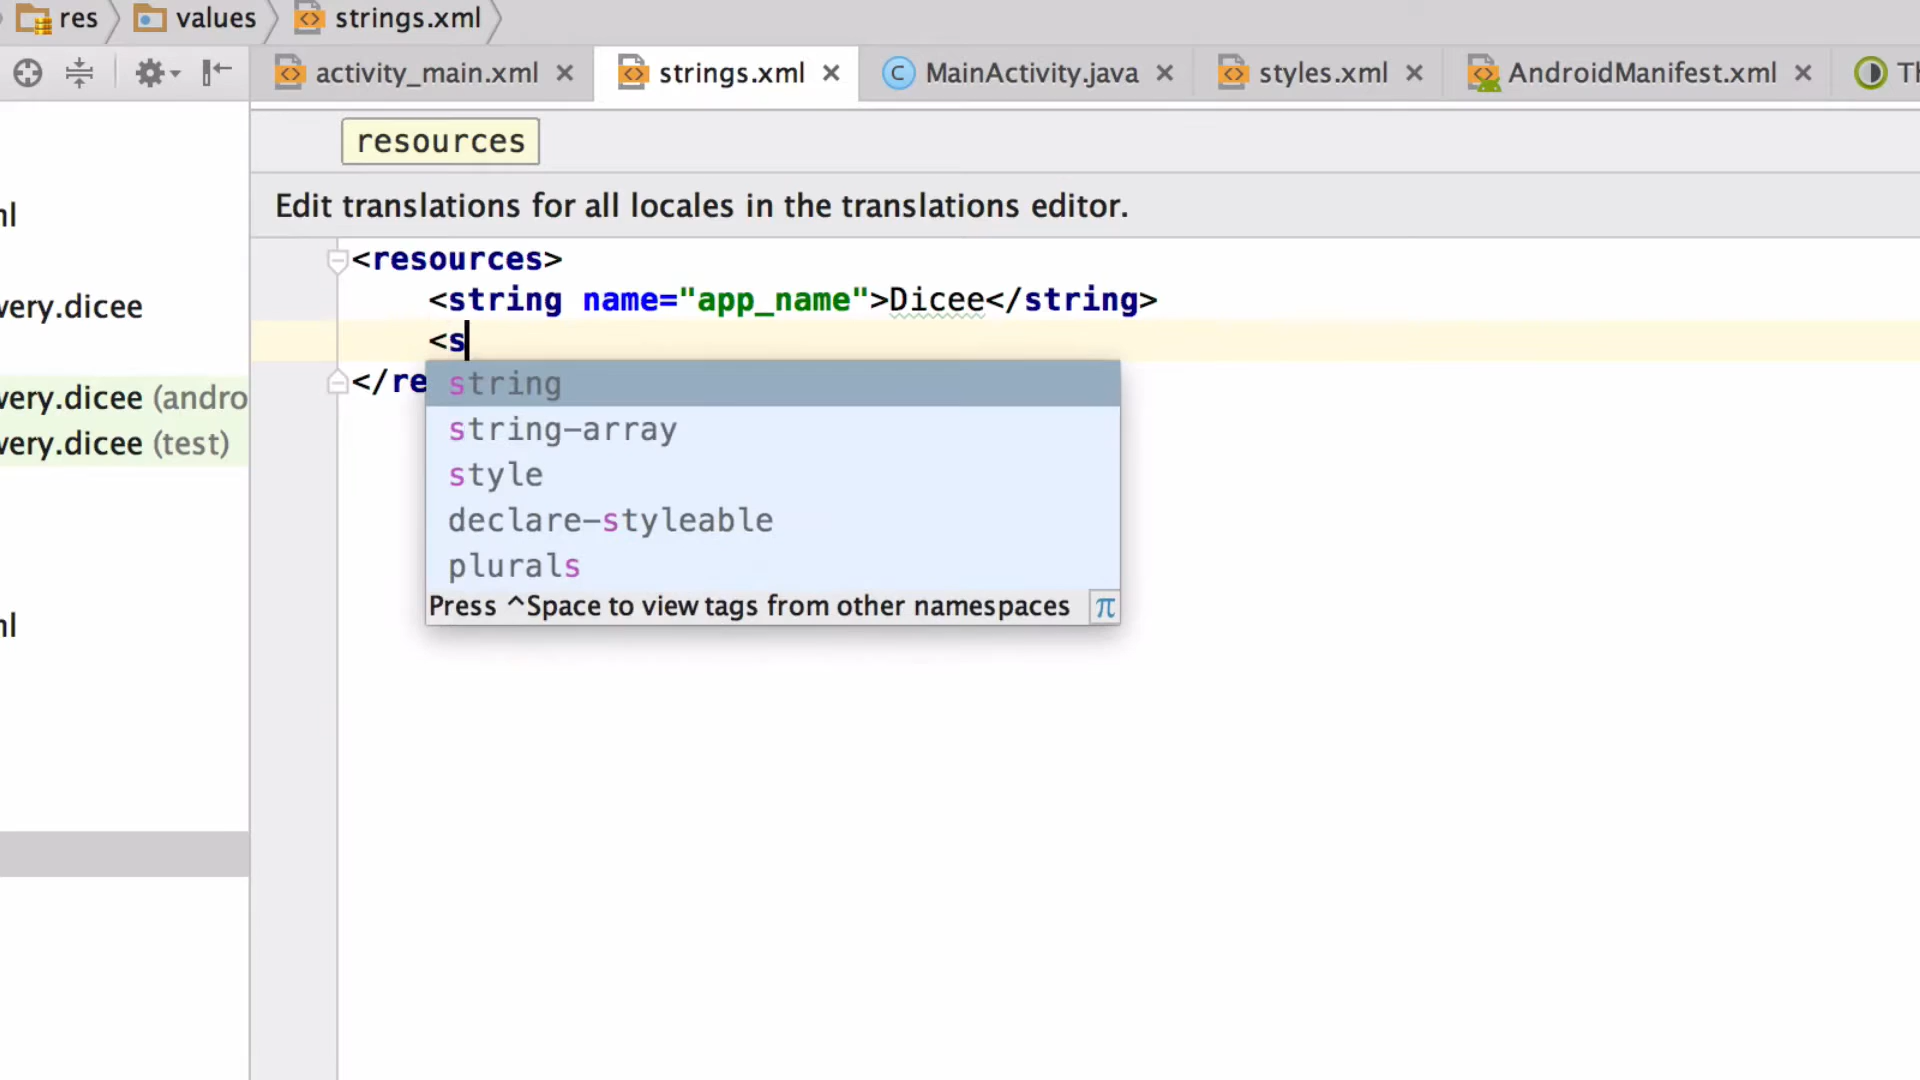 res values strings.xml
activity_main.xml strings.xml MainActivity.java styles.xml AndroidManifest.xml
resources
Edit translations for all locales in the translations editor.
<resources>
<string name="app_name">Dicee</string>
<s
</re
string
string-array
style
declare-styleable
plurals
Press ^Space to view tags from other namespaces π
ml
very.dicee
very.dicee (andro
very.dicee (test)
ml